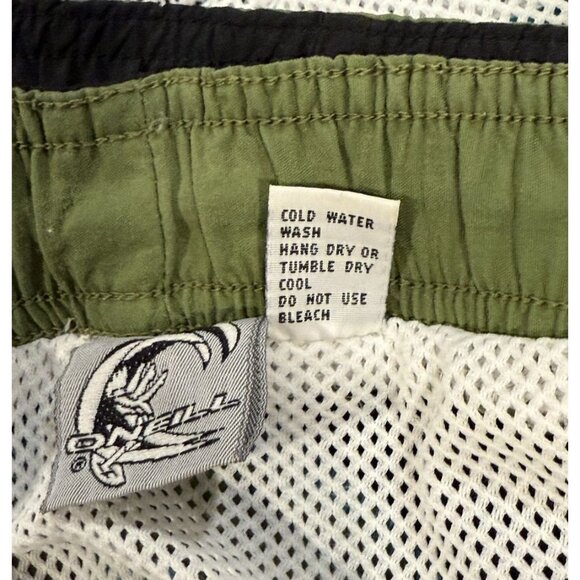 COLD WATER
WASH
HANG DRY OR
TUMBLE DRY
COOL
DO NOT USE
BLEACH
O'NEILL
®